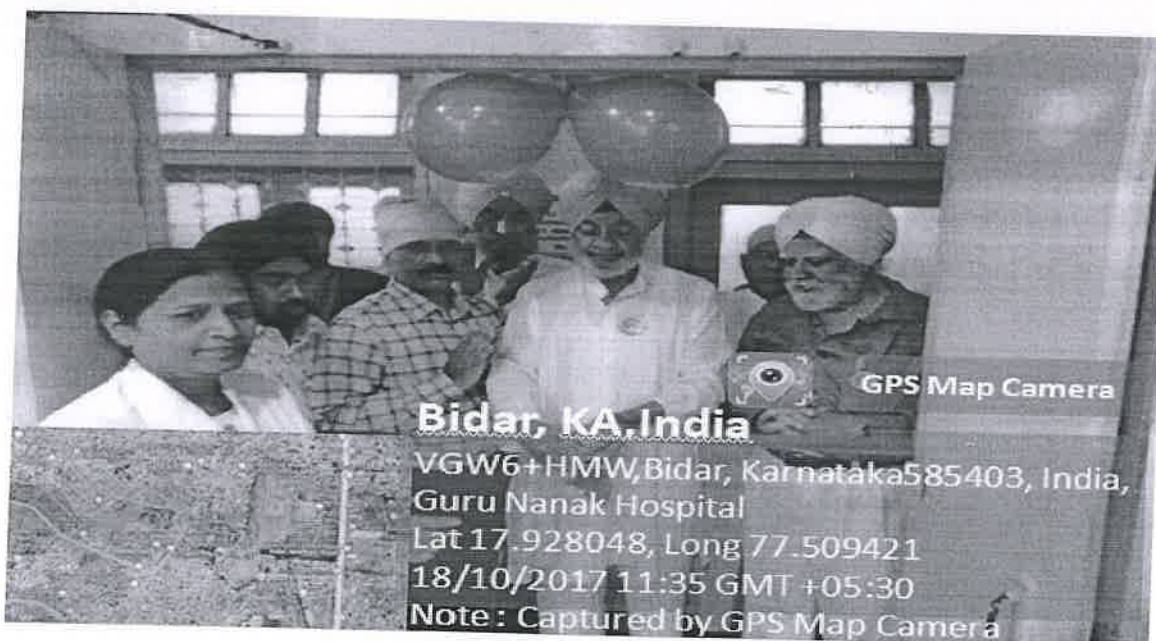 GPS Map Camera
Bidar, KA,India
VGW6+HMW,Bidar, Karnataka585403, India,
Guru Nanak Hospital
Lat 17.928048, Long 77.509421
18/10/2017 11:35 GMT +05:30
Note : Captured by GPS Map Camera